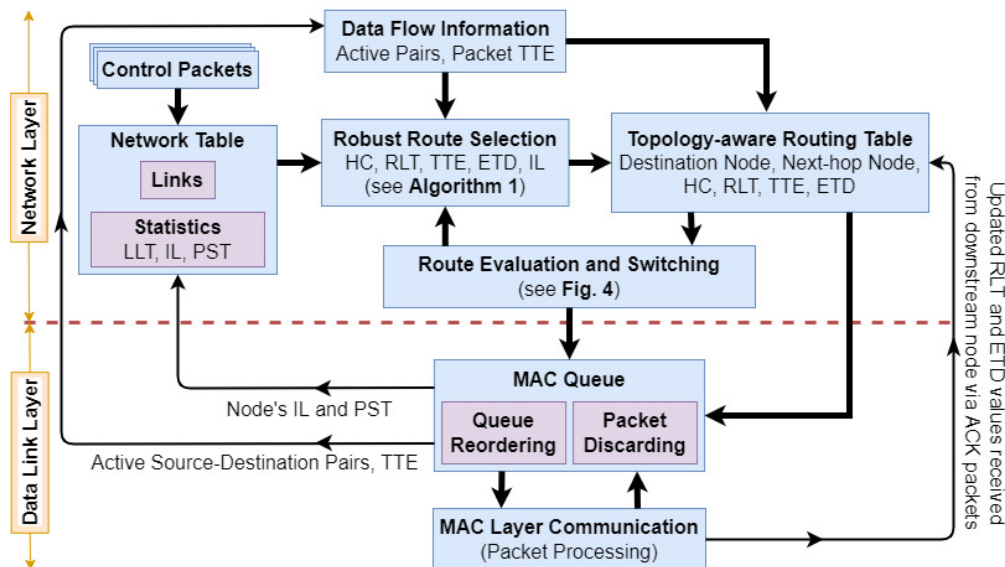 Data Flow Information
Active Pairs, Packet TTE
Control Packets
Network Layer
Network Table
Links
Statistics
LLT, IL, PST
Robust Route Selection
HC, RLT, TTE, ETD, IL
(see Algorithm 1)
Topology-aware Routing Table
Destination Node, Next-hop Node,
HC, RLT, TTE, ETD
Route Evaluation and Switching
(see Fig. 4)
Updated RLT and ETD values received
from downstream node via ACK packets
Data Link Layer
MAC Queue
Node's IL and PST
Queue
Reordering
Packet
Discarding
Active Source-Destination Pairs, TTE
MAC Layer Communication
(Packet Processing)